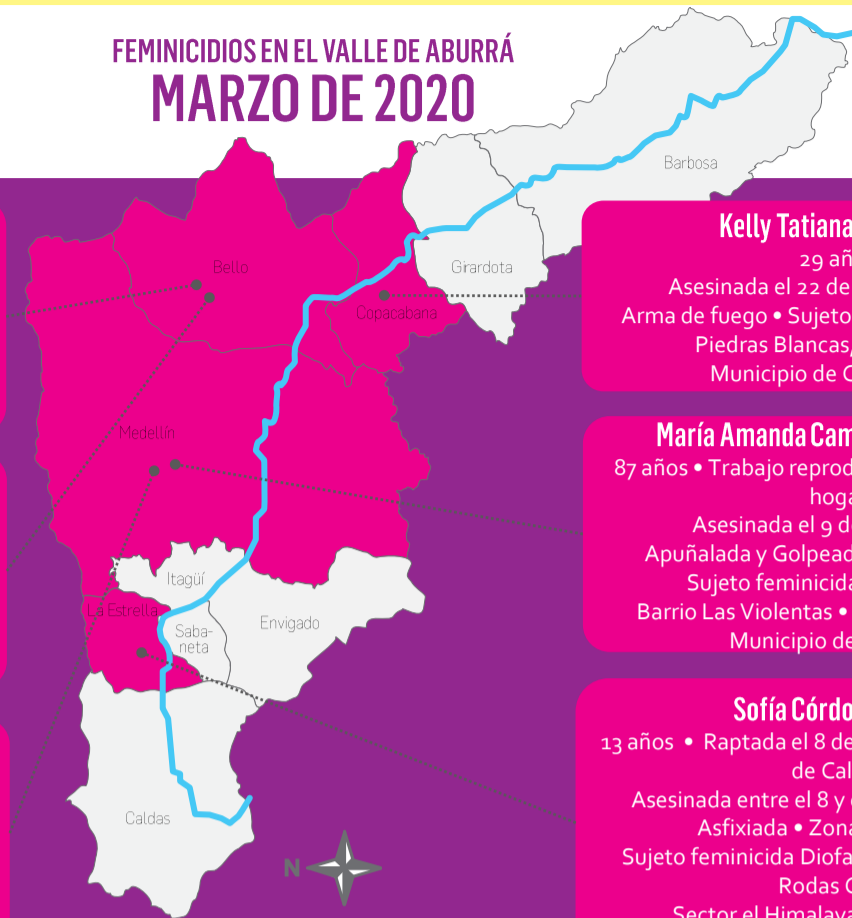 FEMINICIDIOS EN EL VALLE DE ABURRÁ
MARZO DE 2020
Barbosa
Bello
Girardota
Copacabana
Medellín
Itagüí
La Estrella
Saba-
neta
Envigado
Caldas
N
Kelly Tatiana
29 añ
Asesinada el 22 de
Arma de fuego • Sujeto
Piedras Blancas,
Municipio de C
María Amanda Cam
87 años • Trabajo reprod
hoga
Asesinada el 9 d
Apuñalada y Golpead
Sujeto feminicida
Barrio Las Violentas •
Municipio de
Sofía Córdo
13 años • Raptada el 8 de
de Cal
Asesinada entre el 8 y
Asfixiada • Zona
Sujeto feminicida Diofa
Rodas
Sector el Himalaya